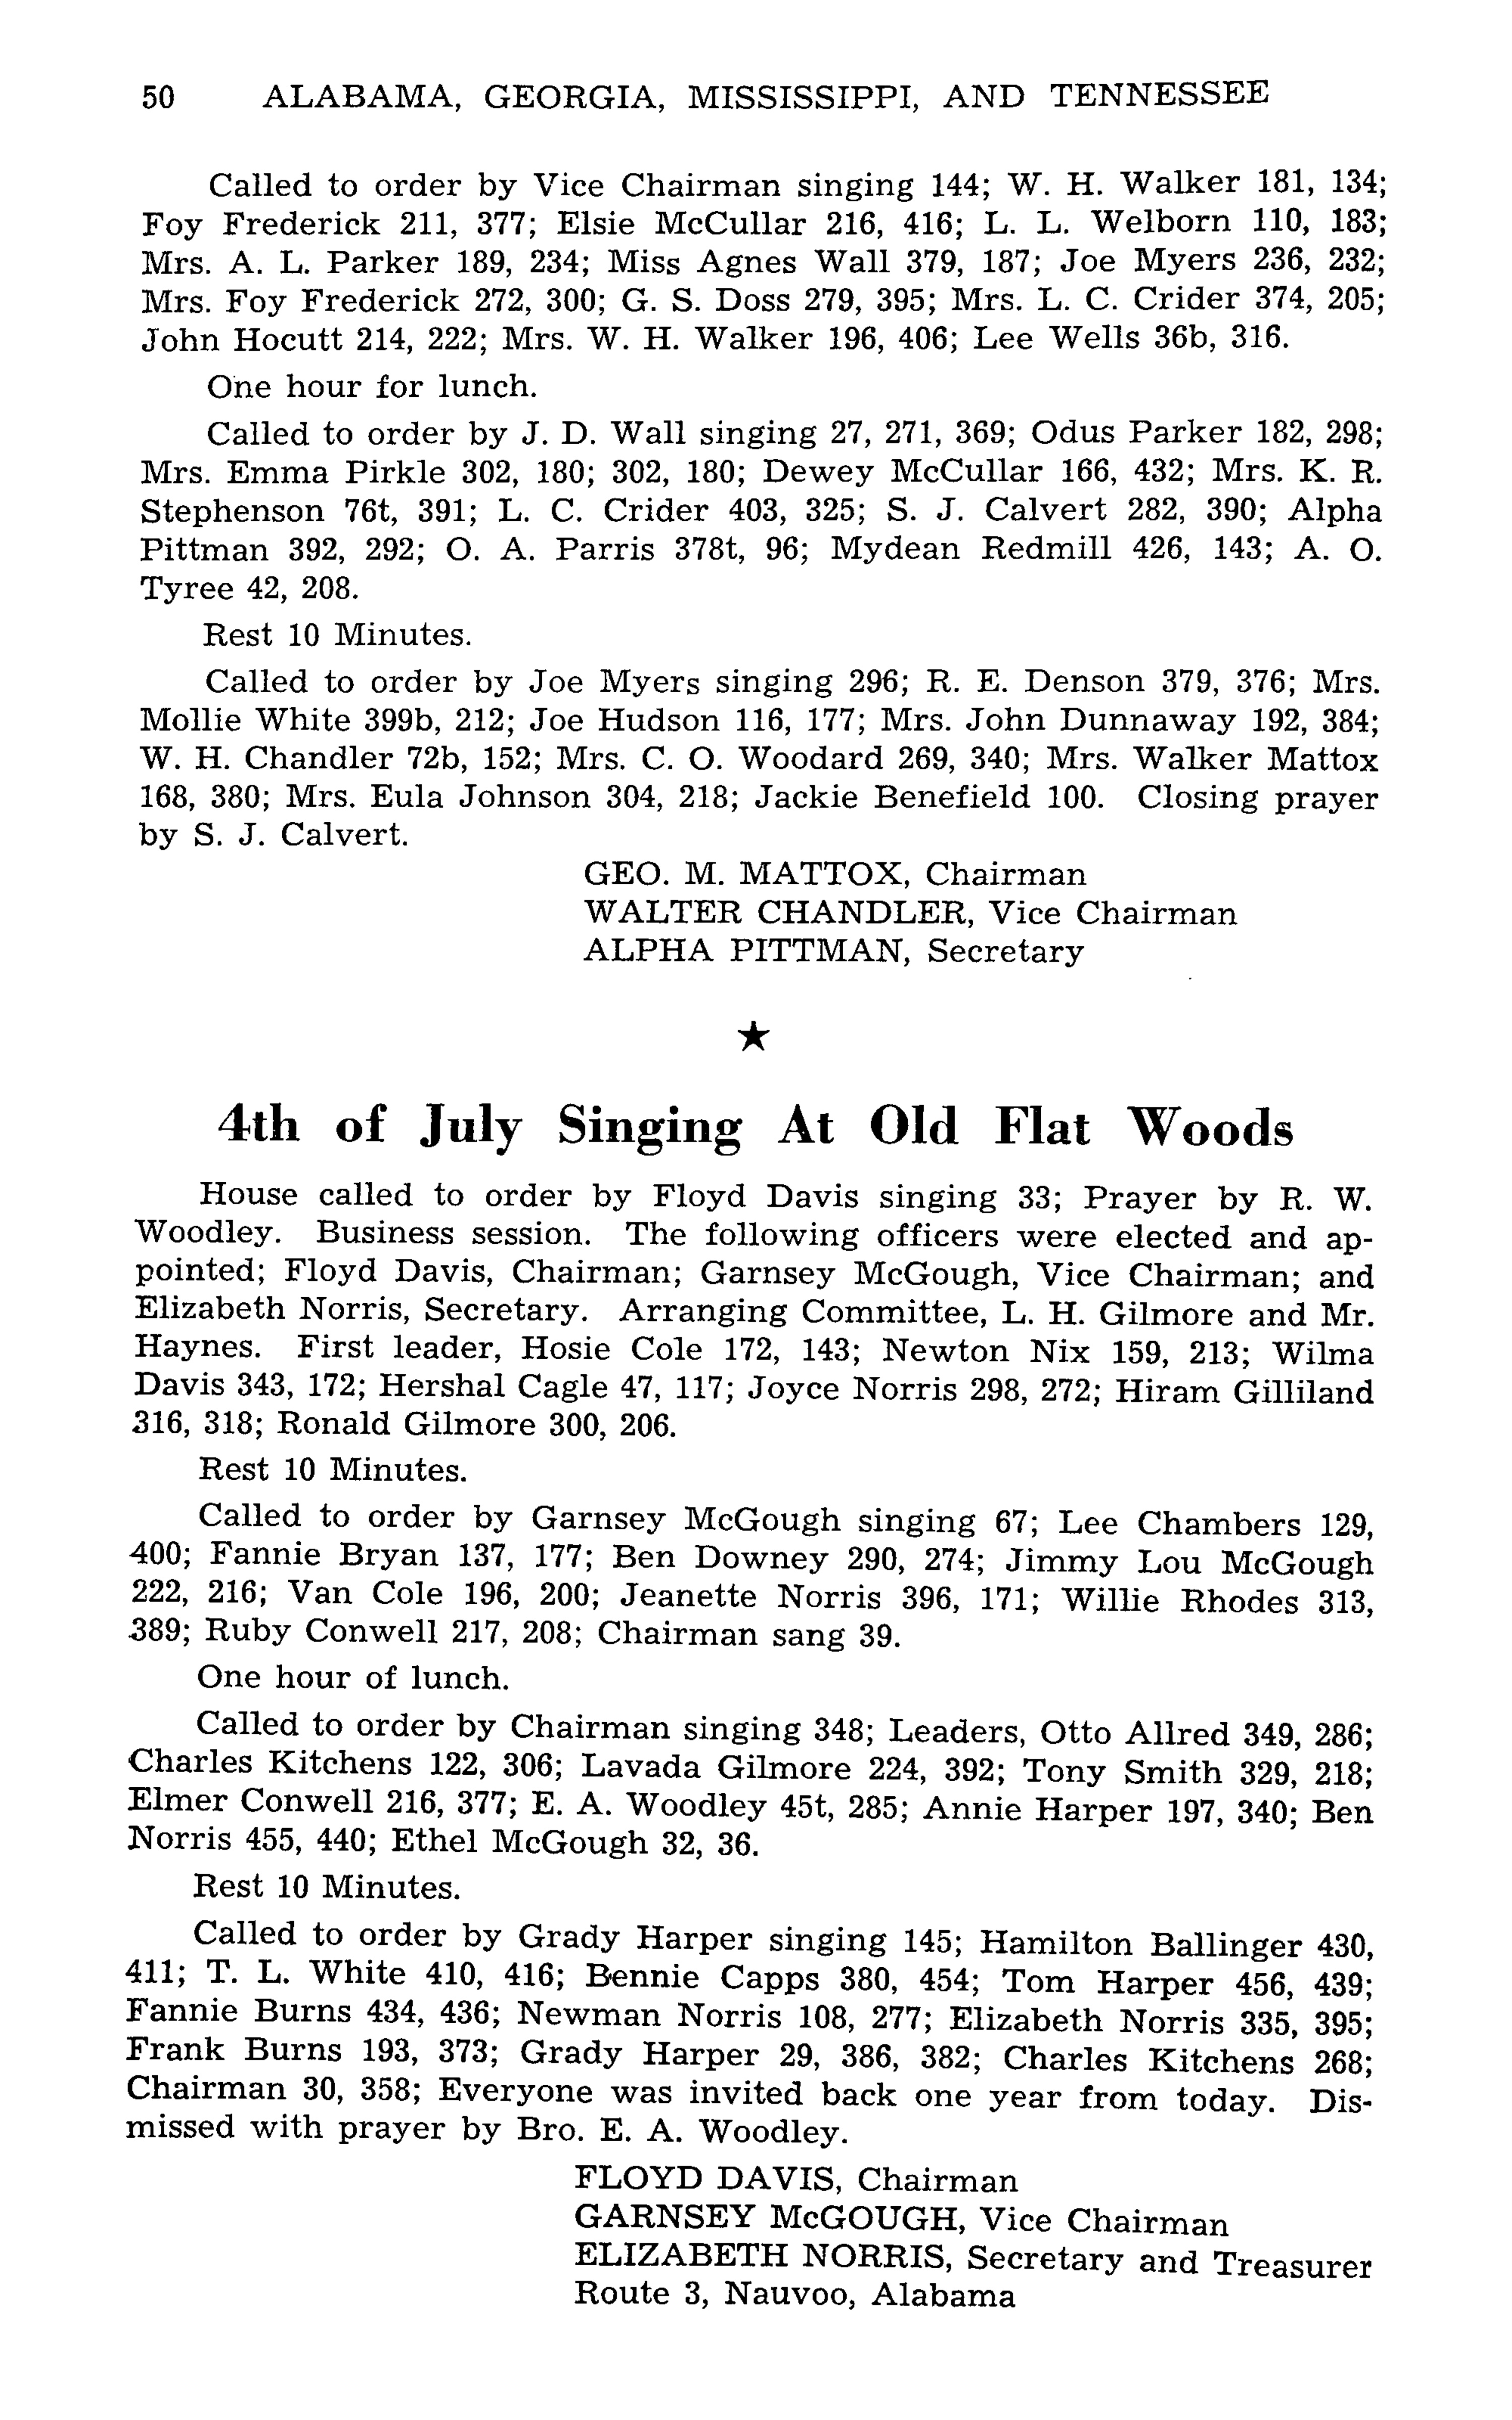 50 ALABAMA, GEORGIA, MISSISSIPPI, AND TENNESSEE
Called to order by Vice Chairman singing 144; W. H. Walker 181, 134;
Foy Frederick 211, 377; Elsie McCullar 216, 416; L. L. Welborn 110, 183;
Mrs. A. L. Parker 189, 234; Miss Agnes Wall 379, 187; Joe Myers 236, 232;
Mrs. Foy Frederick 272, 300; G. S. Doss 279, 395; Mrs. L. C. Crider 374, 205;
John Hocutt 214, 222; Mrs. W. H. Walker 196, 406; Lee Wells 36b, 316.
One hour for lunch.
Called to order by J. D. Wall singing 27, 271, 369; Odus Parker 182, 298;
Mrs. Emma Pirkle 302, 180; 302, 180; Dewey McCullar 166, 432; Mrs. K. R.
Stephenson 76t, 391; L. C. Crider 403, 325; S. J. Calvert 282, 390; Alpha
Pittman 392, 292; O. A. Parris 378t, 96; Mydean Redmill 426, 143; A. O.
Tyree 42, 208.
Rest 10 Minutes.
Called to order by Joe Myers singing 296; R. E. Denson 379, 376; Mrs.
Mollie White 399b, 212; Joe Hudson 116, 177; Mrs. John Dunnaway 192, 384;
W. H. Chandler 72b, 152; Mrs. C. O. Woodard 269, 340; Mrs. Walker Mattox
168, 380; Mrs. Eula Johnson 304, 218; Jackie Benefield 100. Closing prayer
by S. J. Calvert.
GEO. M. MATTOX, Chairman
WALTER CHANDLER, Vice Chairman
ALPHA PITTMAN, Secretary
4th of July Singing At Old Flat Woods
House called to order by Floyd Davis singing 33; Prayer by R. W.
Woodley. Business session. The following officers were elected and ap-
pointed; Floyd Davis, Chairman; Garnsey McGough, Vice Chairman; and
Elizabeth Norris, Secretary. Arranging Committee, L. H. Gilmore and Mr.
Haynes. First leader, Hosie Cole 172, 143; Newton Nix 159, 213; Wilma
Davis 343, 172; Hershal Cagle 47, 117; Joyce Norris 298, 272; Hiram Gilliland
316, 318; Ronald Gilmore 300, 206.
Rest 10 Minutes.
Called to order by Garnsey McGough singing 67; Lee Chambers 129,
400; Fannie Bryan 137, 177; Ben Downey 290, 274; Jimmy Lou McGough
222, 216; Van Cole 196, 200; Jeanette Norris 396, 171; Willie Rhodes 313,
389; Ruby Conwell 217, 208; Chairman sang 39.
One hour of lunch.
Called to order by Chairman singing 348; Leaders, Otto Allred 349, 286;
Charles Kitchens 122, 306; Lavada Gilmore 224, 392; Tony Smith 329, 218;
Elmer Conwell 216, 377; E. A. Woodley 45t, 285; Annie Harper 197, 340; Ben
Norris 455, 440; Ethel McGough 32, 36.
Rest 10 Minutes.
Called to order by Grady Harper singing 145; Hamilton Ballinger 430,
411; T. L. White 410, 416; Bennie Capps 380, 454; Tom Harper 456, 439;
Fannie Burns 434, 436; Newman Norris 108, 277; Elizabeth Norris 335, 395;
Frank Burns 193, 373; Grady Harper 29, 386, 382; Charles Kitchens 268;
Chairman 30, 358; Everyone was invited back one year from today. Dis-
missed with prayer by Bro. E. A. Woodley.
FLOYD DAVIS, Chairman
GARNSEY McGOUGH, Vice Chairman
ELIZABETH NORRIS, Secretary and Treasurer
Route 3, Nauvoo, Alabama